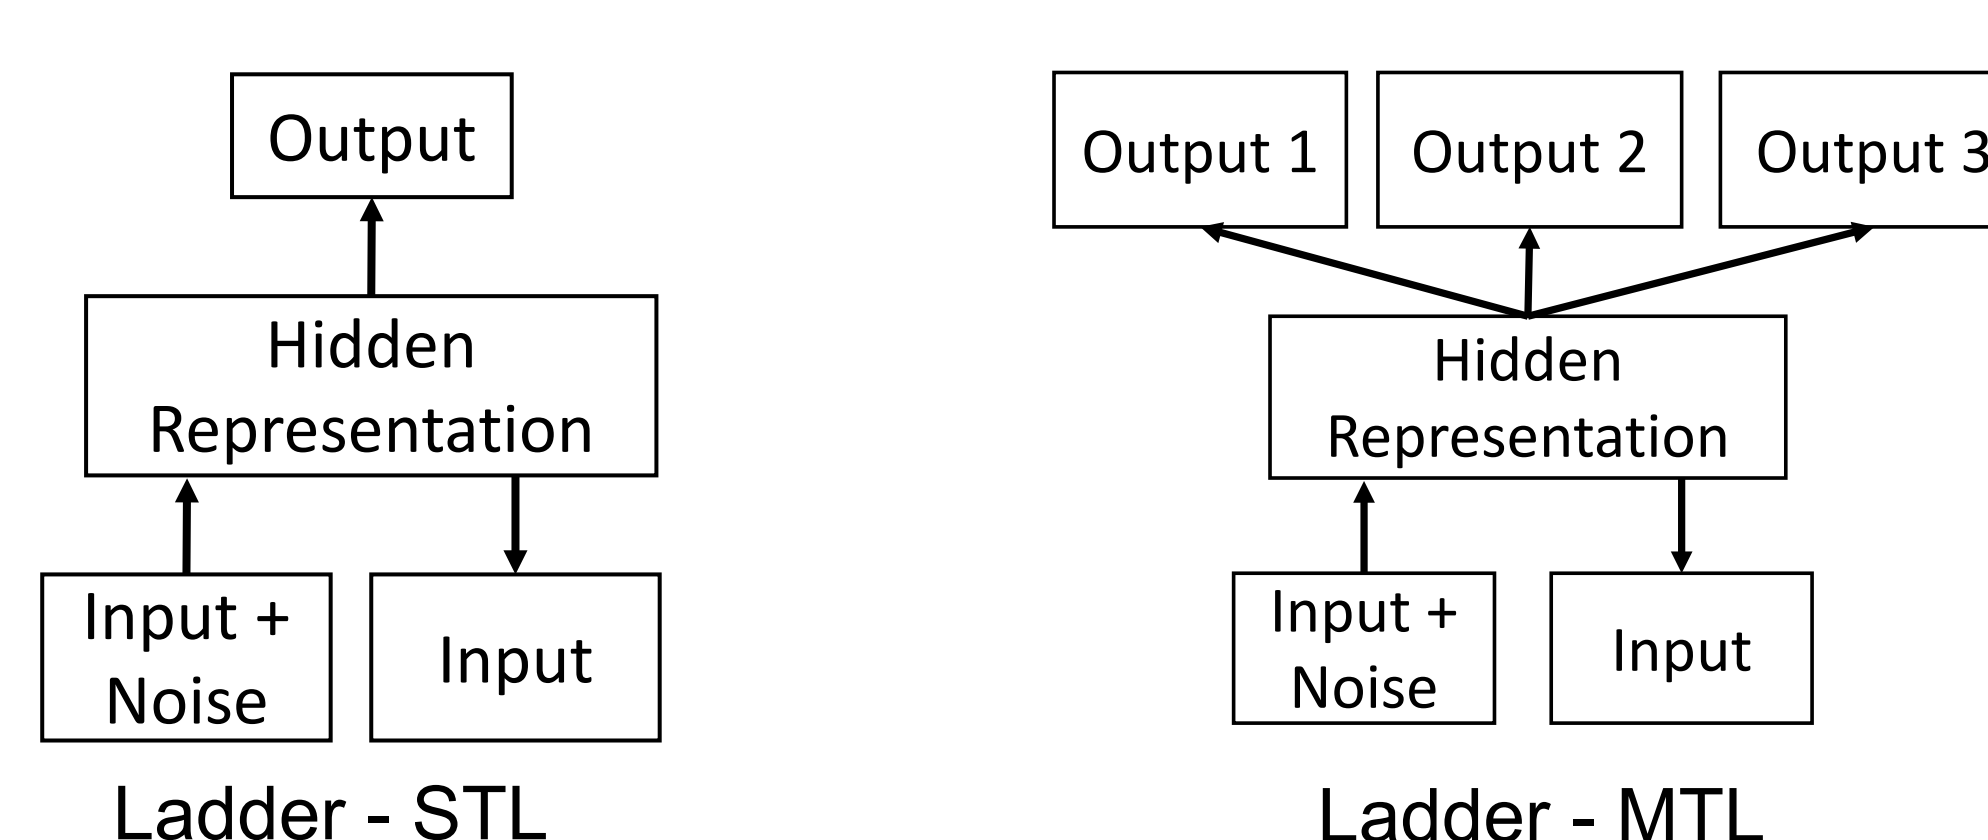 Output
Hidden
Representation
Input +
Noise
Input
Ladder - STL
Output 1
Output 2
Output 3
Hidden
Representation
Input +
Noise
Input
Ladder - MTL